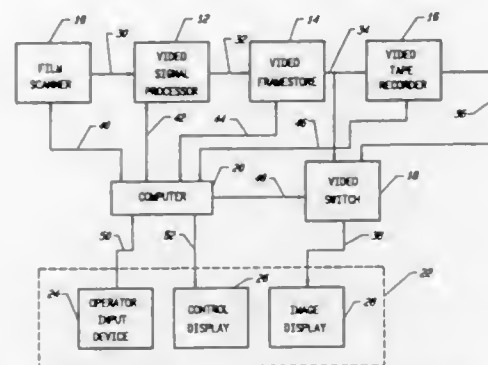 10
12
14
16
30
32
34
FILM
SCANNER
VIDEO
SIGNAL
PROCESSOR
VIDEO
FRAMESTORE
VIDEO
TAPE
RECORDER
36
40
42
44
46
COMPUTER
20
48
VIDEO
SWITCH
18
50
52
38
22
24
26
28
OPERATOR
INPUT
DEVICE
CONTROL
DISPLAY
IMAGE
DISPLAY